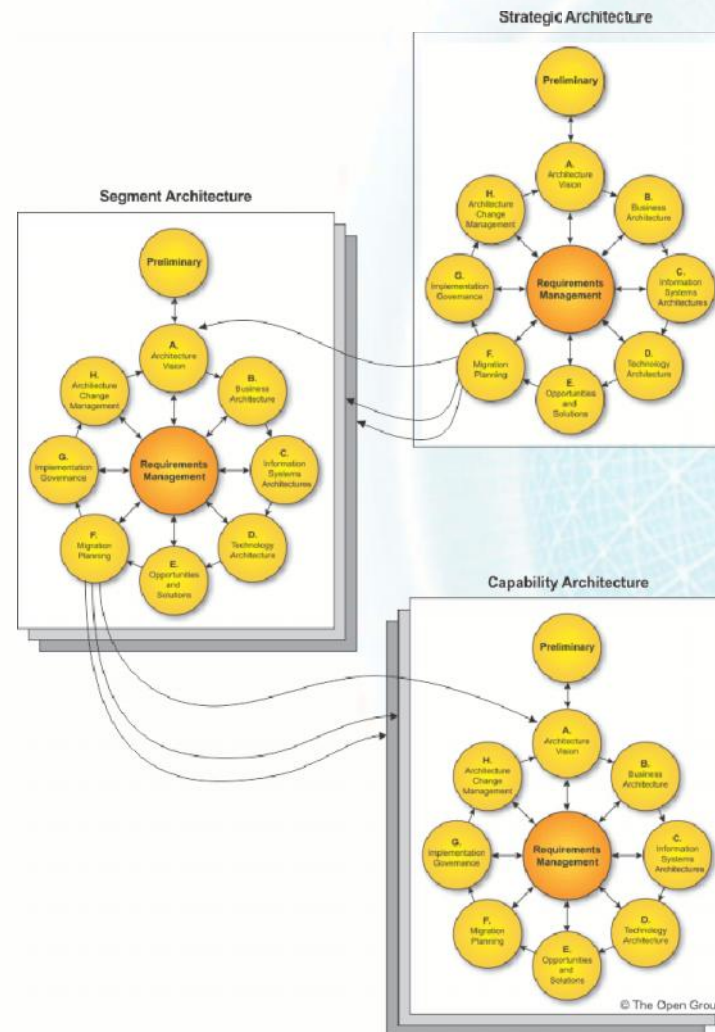 Strategic Architecture
Preliminary
A.
Architecture
Vision
B.
Business
Architecture
C.
Information
Systems
Architectures
D.
Technology
Architecture
E.
Opportunities
and
Solutions
F.
Migration
Planning
G.
Implementation
Governance
H.
Architecture
Change
Management
Requirements
Management
Segment Architecture
Preliminary
A.
Architecture
Vision
B.
Business
Architecture
C.
Information
Systems
Architectures
D.
Technology
Architecture
E.
Opportunities
and
Solutions
F.
Migration
Planning
G.
Implementation
Governance
H.
Architecture
Change
Management
Requirements
Management
Capability Architecture
Preliminary
A.
Architecture
Vision
B.
Business
Architecture
C.
Information
Systems
Architectures
D.
Technology
Architecture
E.
Opportunities
and
Solutions
F.
Migration
Planning
G.
Implementation
Governance
H.
Architecture
Change
Management
Requirements
Management
© The Open Grou